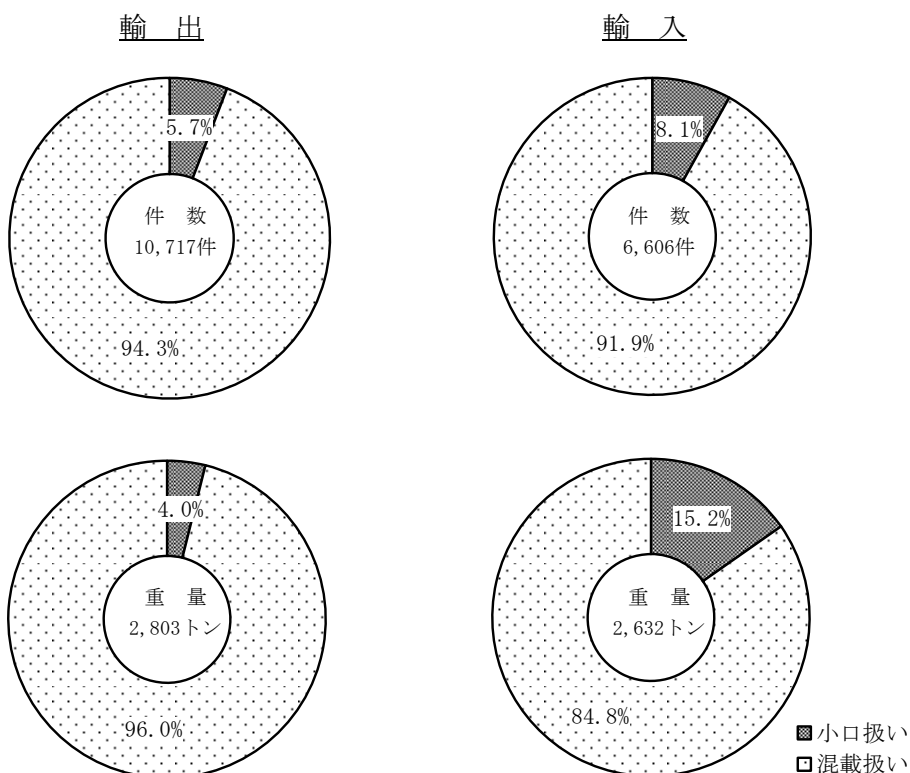 輸　出
輸　入
5.7%
件　数
10,717件
94.3%
8.1%
件　数
6,606件
91.9%
4.0%
重　量
2,803トン
96.0%
15.2%
重　量
2,632トン
84.8%
小口扱い
混載扱い